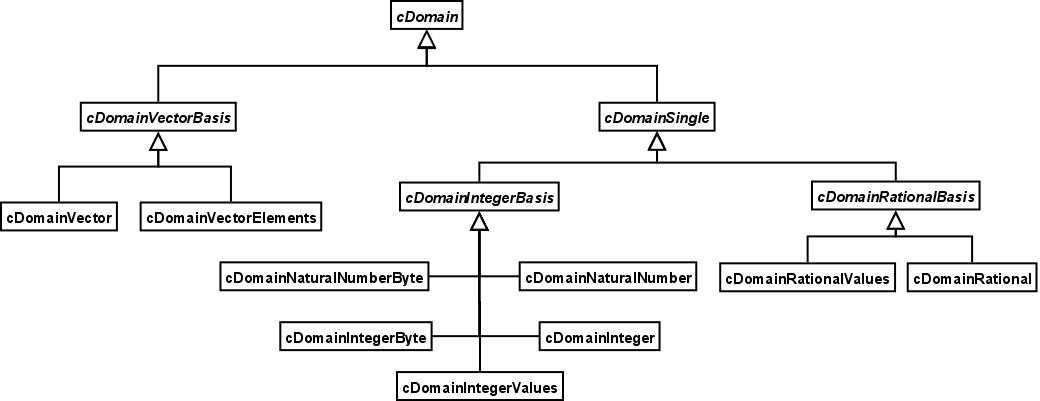 cDomain
cDomainVectorBasis
cDomainSingle
cDomainIntegerBasis
cDomainRationalBasis
cDomainVector
cDomainVectorElements
cDomainNaturalNumberByte
cDomainNaturalNumber
cDomainRationalValues
cDomainRational
cDomainIntegerByte
cDomainInteger
cDomainIntegerValues